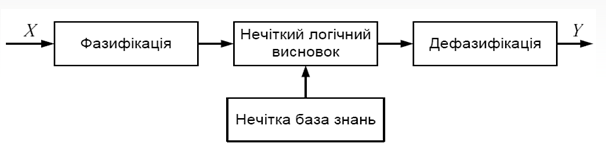 X
Фазифікація
Нечіткий логічний
висновок
Дефазифікація
Y
Нечітка база знань